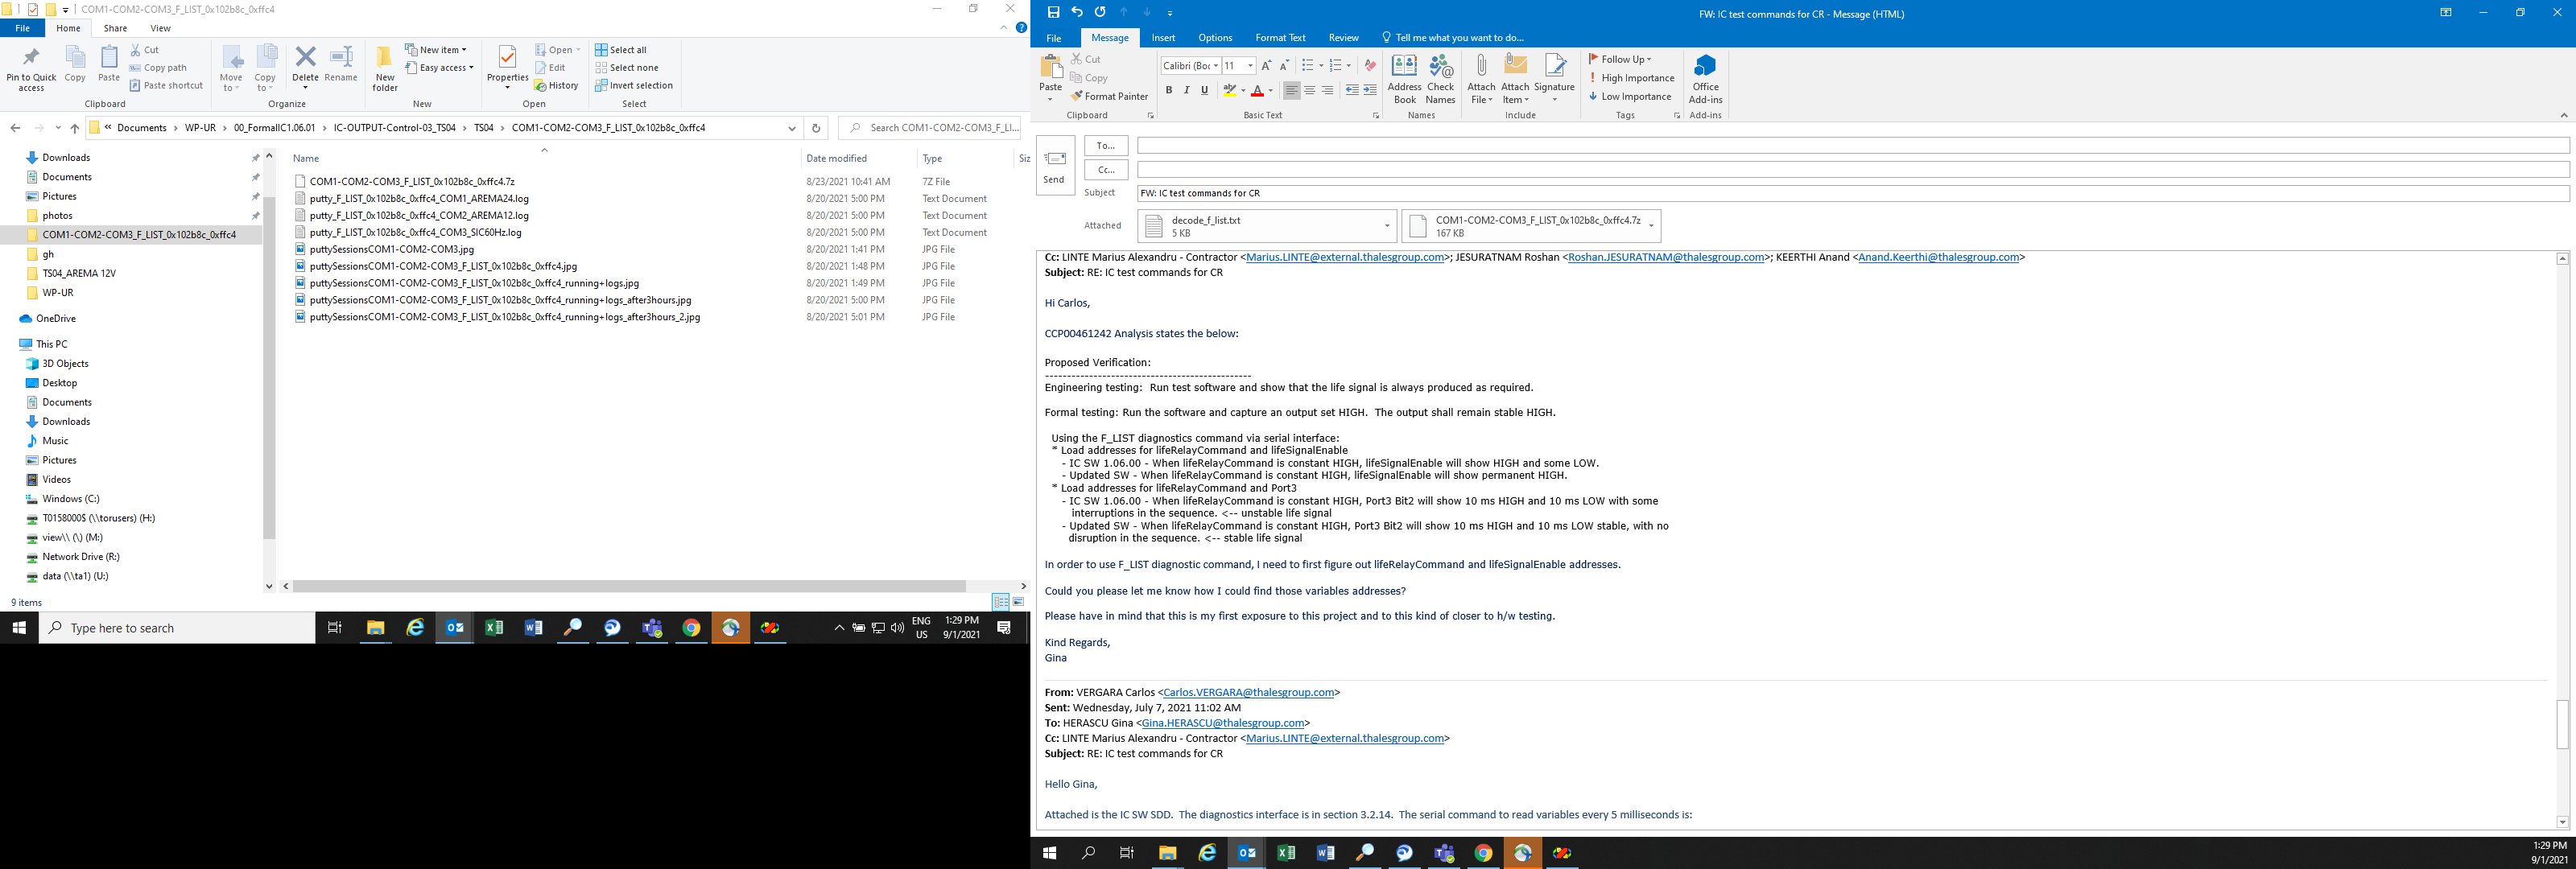 COM1-COM2-COM3_F_LIST_0x102b8c_0xffc4
File Home Share View
Pin to Quick access
Copy
Paste
Cut
Copy path
Paste shortcut
Clipboard
Move to
Copy to
Delete
Rename
Organize
New folder
New item
Easy access
New
Properties
Open
Edit
History
Open
Select all
Select none
Invert selection
Select
« Documents > WP-UR > 00_FormalIC1.06.01 > IC-OUTPUT-Control-03_TS04 > TS04 > COM1-COM2-COM3_F_LIST_0x102b8c_0xffc4
Search COM1-COM2-COM3_F_LI...
Downloads
Documents
Pictures
photos
COM1-COM2-COM3_F_LIST_0x102b8c_0xffc4
gh
TS04_AREMA 12V
WP-UR
OneDrive
This PC
3D Objects
Desktop
Documents
Downloads
Music
Pictures
Videos
Windows (C:)
T0158000$ (\\torusers) (H:)
view\\ (\) (M:)
Network Drive (R:)
data (\\ta1) (U:)
Name Date modified Type Siz
COM1-COM2-COM3_F_LIST_0x102b8c_0xffc4.7z 8/23/2021 10:41 AM 7Z File
putty_F_LIST_0x102b8c_0xffc4_COM1_AREMA24.log 8/20/2021 5:00 PM Text Document
putty_F_LIST_0x102b8c_0xffc4_COM2_AREMA12.log 8/20/2021 5:00 PM Text Document
putty_F_LIST_0x102b8c_0xffc4_COM3_SIC60Hz.log 8/20/2021 5:00 PM Text Document
puttySessionsCOM1-COM2-COM3.jpg 8/20/2021 1:41 PM JPG File
puttySessionsCOM1-COM2-COM3_F_LIST_0x102b8c_0xffc4.jpg 8/20/2021 1:48 PM JPG File
puttySessionsCOM1-COM2-COM3_F_LIST_0x102b8c_0xffc4_running+logs.jpg 8/20/2021 1:49 PM JPG File
puttySessionsCOM1-COM2-COM3_F_LIST_0x102b8c_0xffc4_running+logs_after3hours.jpg 8/20/2021 5:00 PM JPG File
puttySessionsCOM1-COM2-COM3_F_LIST_0x102b8c_0xffc4_running+logs_after3hours_2.jpg 8/20/2021 5:01 PM JPG File
9 items
Type here to search
ENG
US
1:29 PM
9/1/2021
FW: IC test commands for CR - Message (HTML)
File Message Insert Options Format Text Review Tell me what you want to do...
Paste
Cut
Copy
Format Painter
Clipboard
Calibri (Boc 11
B I U
Basic Text
Address Book
Check Names
Names
Attach File
Attach Item
Signature
Include
Follow Up
High Importance
Low Importance
Tags
Office Add-ins
Add-ins
Send
To...
Cc...
Subject FW: IC test commands for CR
Attached
decode_f_list.txt
5 KB
COM1-COM2-COM3_F_LIST_0x102b8c_0xffc4.7z
167 KB
Cc: LINTE Marius Alexandru - Contractor <Marius.LINTE@external.thalesgroup.com>; JESURATNAM Roshan <Roshan.JESURATNAM@thalesgroup.com>; KEERTHI Anand <Anand.Keerthi@thalesgroup.com>
Subject: RE: IC test commands for CR
Hi Carlos,
CCP00461242 Analysis states the below:
Proposed Verification:
------------------------------------------------
Engineering testing: Run test software and show that the life signal is always produced as required.
Formal testing: Run the software and capture an output set HIGH. The output shall remain stable HIGH.
Using the F_LIST diagnostics command via serial interface:
* Load addresses for lifeRelayCommand and lifeSignalEnable
- IC SW 1.06.00 - When lifeRelayCommand is constant HIGH, lifeSignalEnable will show HIGH and some LOW.
- Updated SW - When lifeRelayCommand is constant HIGH, lifeSignalEnable will show permanent HIGH.
* Load addresses for lifeRelayCommand and Port3
- IC SW 1.06.00 - When lifeRelayCommand is constant HIGH, Port3 Bit2 will show 10 ms HIGH and 10 ms LOW with some
interruptions in the sequence. <-- unstable life signal
- Updated SW - When lifeRelayCommand is constant HIGH, Port3 Bit2 will show 10 ms HIGH and 10 ms LOW stable, with no
disruption in the sequence. <-- stable life signal
In order to use F_LIST diagnostic command, I need to first figure out lifeRelayCommand and lifeSignalEnable addresses.
Could you please let me know how I could find those variables addresses?
Please have in mind that this is my first exposure to this project and to this kind of closer to h/w testing.
Kind Regards,
Gina
From: VERGARA Carlos <Carlos.VERGARA@thalesgroup.com>
Sent: Wednesday, July 7, 2021 11:02 AM
To: HERASCU Gina <Gina.HERASCU@thalesgroup.com>
Cc: LINTE Marius Alexandru - Contractor <Marius.LINTE@external.thalesgroup.com>
Subject: RE: IC test commands for CR
Hello Gina,
Attached is the IC SW SDD. The diagnostics interface is in section 3.2.14. The serial command to read variables every 5 milliseconds is:
1:29 PM
9/1/2021